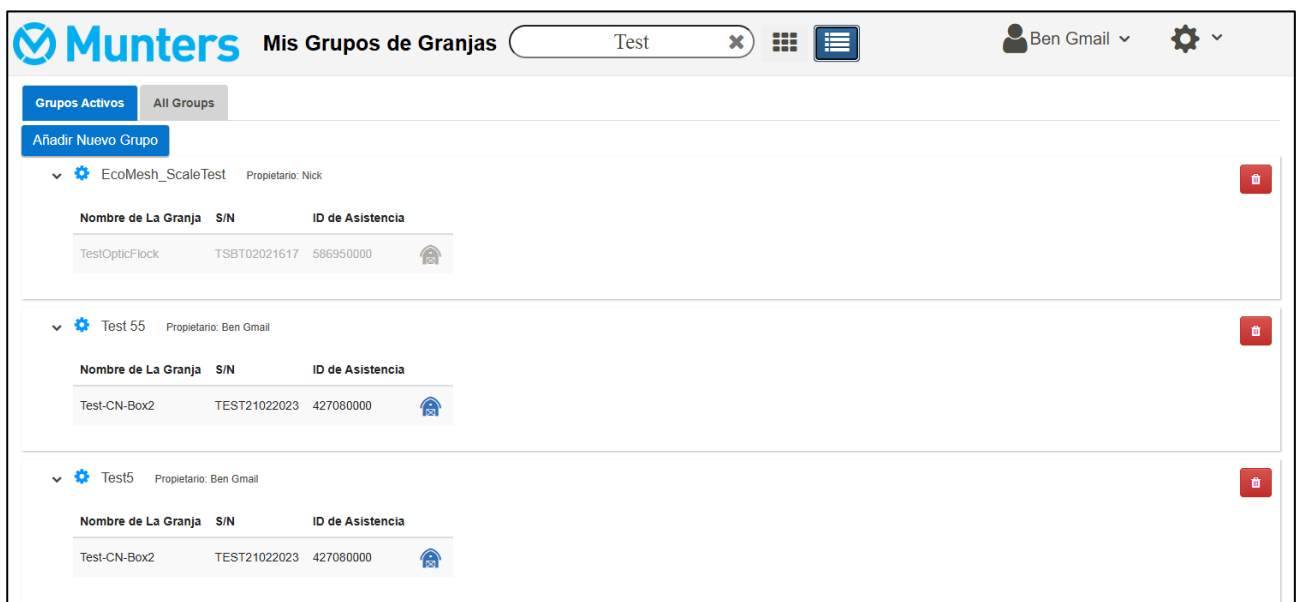 Munters Mis Grupos de Granjas Test Ben Gmail
Grupos Activos All Groups
Añadir Nuevo Grupo
EcoMesh_ScaleTest Propietario: Nick
Nombre de La Granja S/N ID de Asistencia
TestOpticFlock TSBT02021617 586950000
Test 55 Propietario: Ben Gmail
Nombre de La Granja S/N ID de Asistencia
Test-CN-Box2 TEST21022023 427080000
Test5 Propietario: Ben Gmail
Nombre de La Granja S/N ID de Asistencia
Test-CN-Box2 TEST21022023 427080000